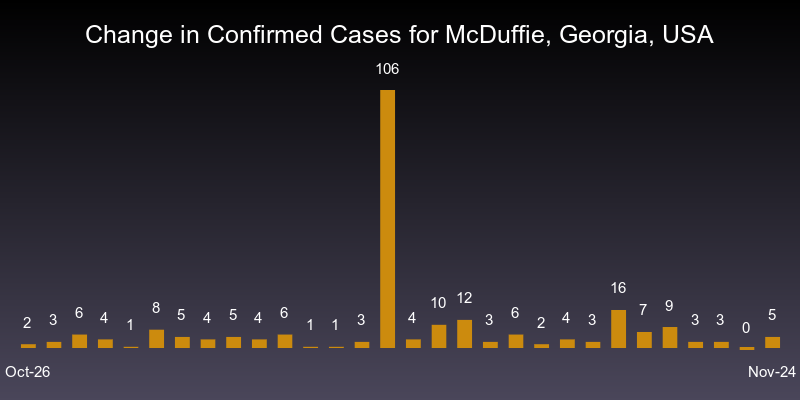 Change in Confirmed Cases for McDuffie, Georgia, USA
106
2 3 6 4 1 8 5 4 5 4 6 1 1 3 4 10 12 3 6 2 4 3 16 7 9 3 3 0 5
Oct-26 Nov-24